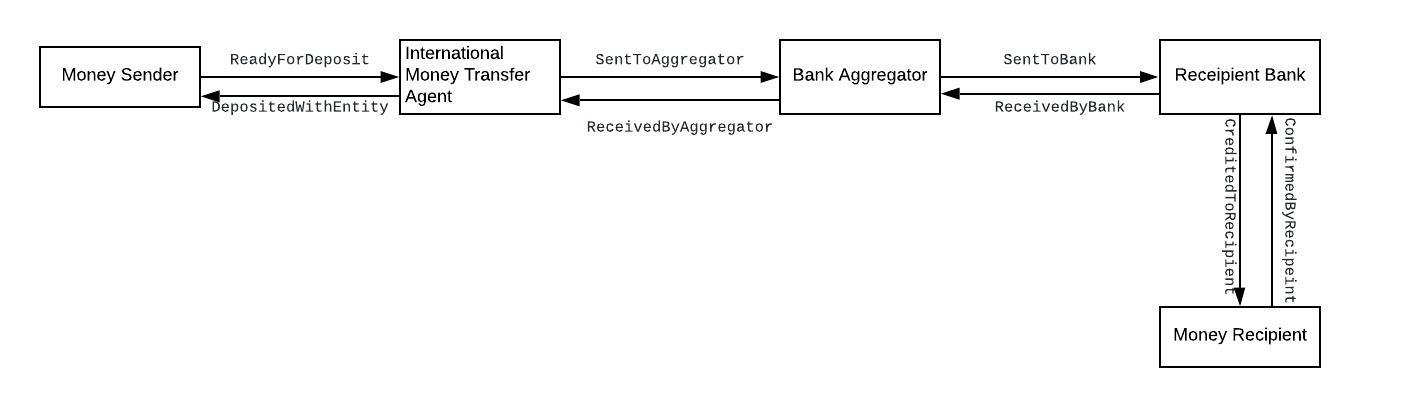 Money Sender
ReadyForDeposit
DepositedWithEntity
International
Money Transfer
Agent
SentToAggregator
ReceivedByAggregator
Bank Aggregator
SentToBank
ReceivedByBank
Receipient Bank
CreditedToRecipient
ConfirmedByRecipeint
Money Recipient